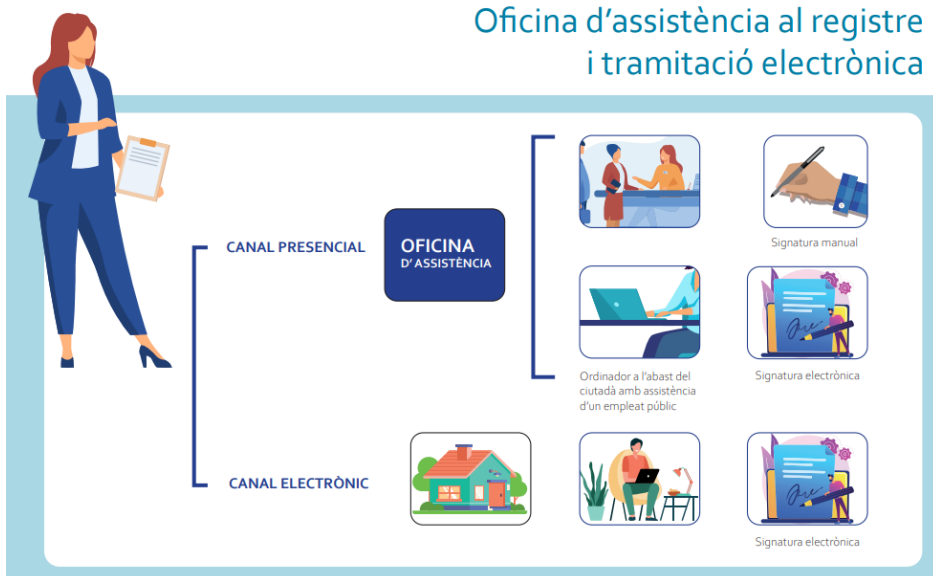 Oficina d'assistència al registre
i tramitació electrònica
CANAL PRESENCIAL
OFICINA
D' ASSISTÈNCIA
Signatura manual
Ordinador a l'abast del
ciutadà amb assistència
d'un empleat públic
Signatura electrònica
CANAL ELECTRÒNIC
Signatura electrònica